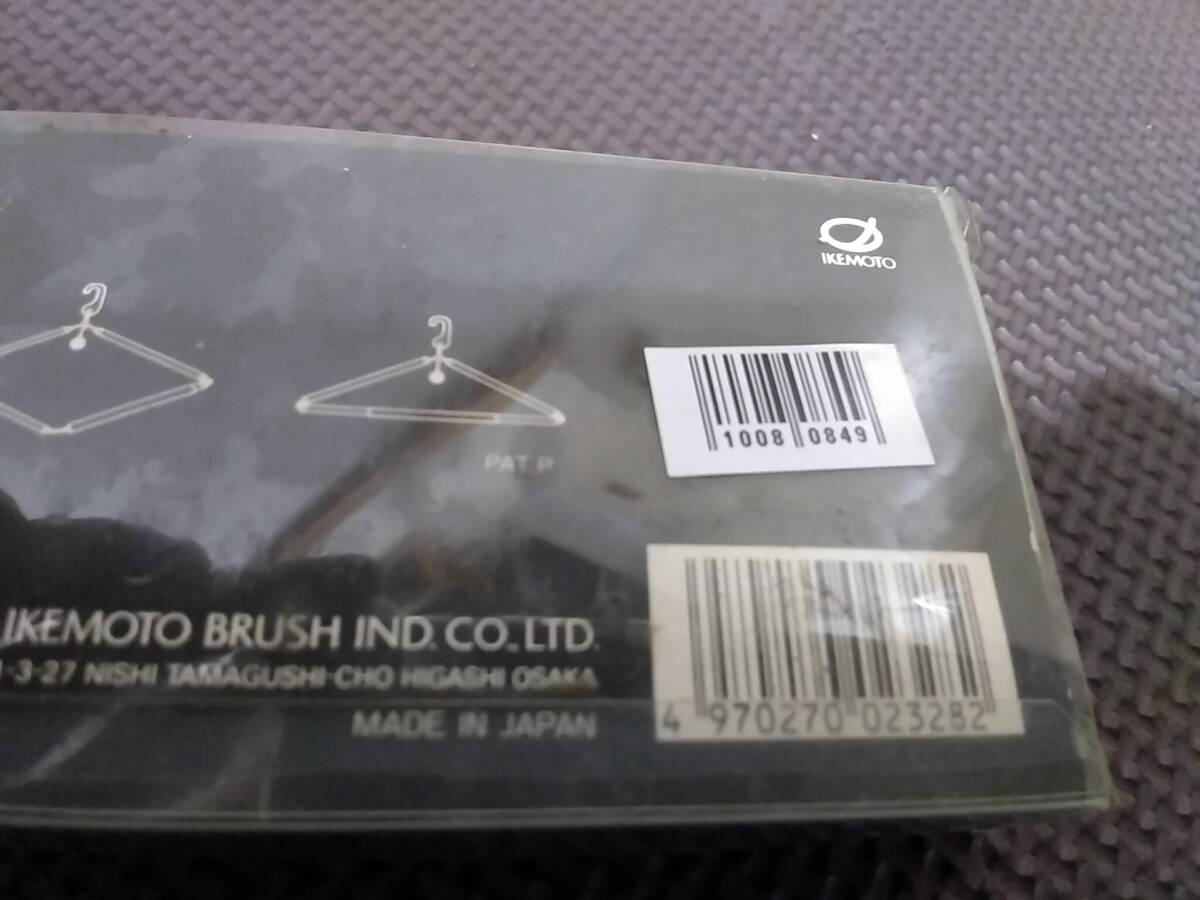 IKEMOTO
1008 0849
PAT.P
IKEMOTO BRUSH IND. CO., LTD.
1-3-27 NISHI TAMAGUSHI-CHO HIGASHI OSAKA
MADE IN JAPAN
4 970270 023282